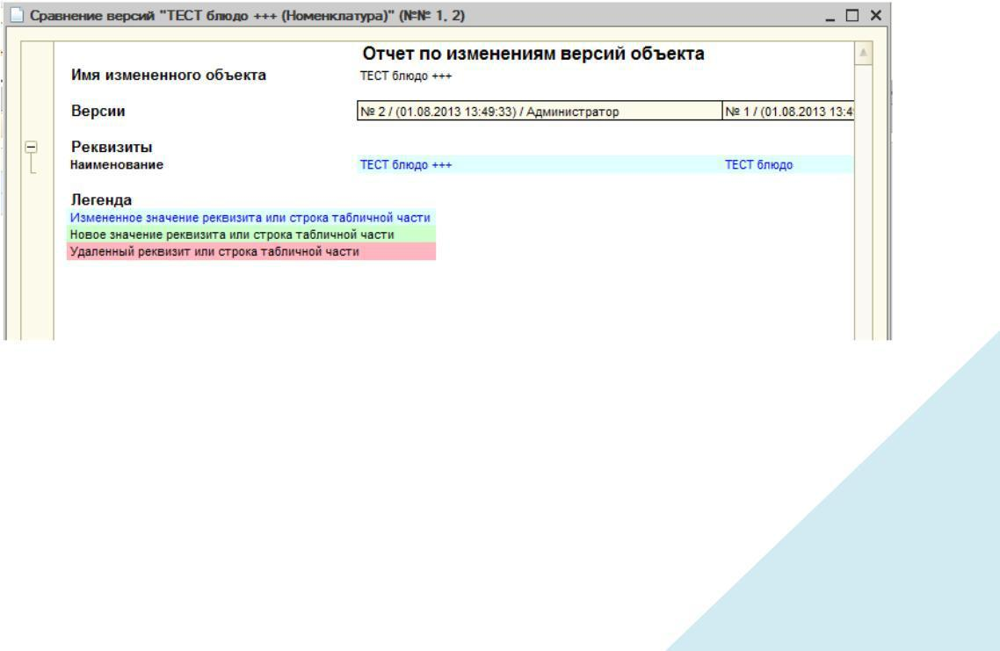 Сравнение версий "ТЕСТ блюдо +++ (Номенклатура)" (№№ 1, 2)
Отчет по изменениям версий объекта
Имя измененного объекта ТЕСТ блюдо +++
Версии № 2 / (01.08.2013 13:49:33) / Администратор № 1 / (01.08.2013 13:4
Реквизиты
Наименование ТЕСТ блюдо +++ ТЕСТ блюдо
Легенда
Измененное значение реквизита или строка табличной части
Новое значение реквизита или строка табличной части
Удаленный реквизит или строка табличной части